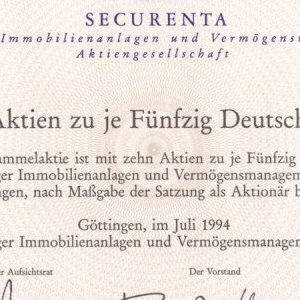 SECURENTA
Immobilienanlagen und Vermögensm
Aktiengesellschaft
Aktien zu je Fünfzig Deutsch
ammelaktie ist mit zehn Aktien zu je Fünfzig
ger Immobilienanlagen und Vermögensmanagem
ngen, nach Maßgabe der Satzung als Aktionär b
Göttingen, im Juli 1994
ger Immobilienanlagen und Vermögensmanagem
er Aufsichtsrat Der Vorstand